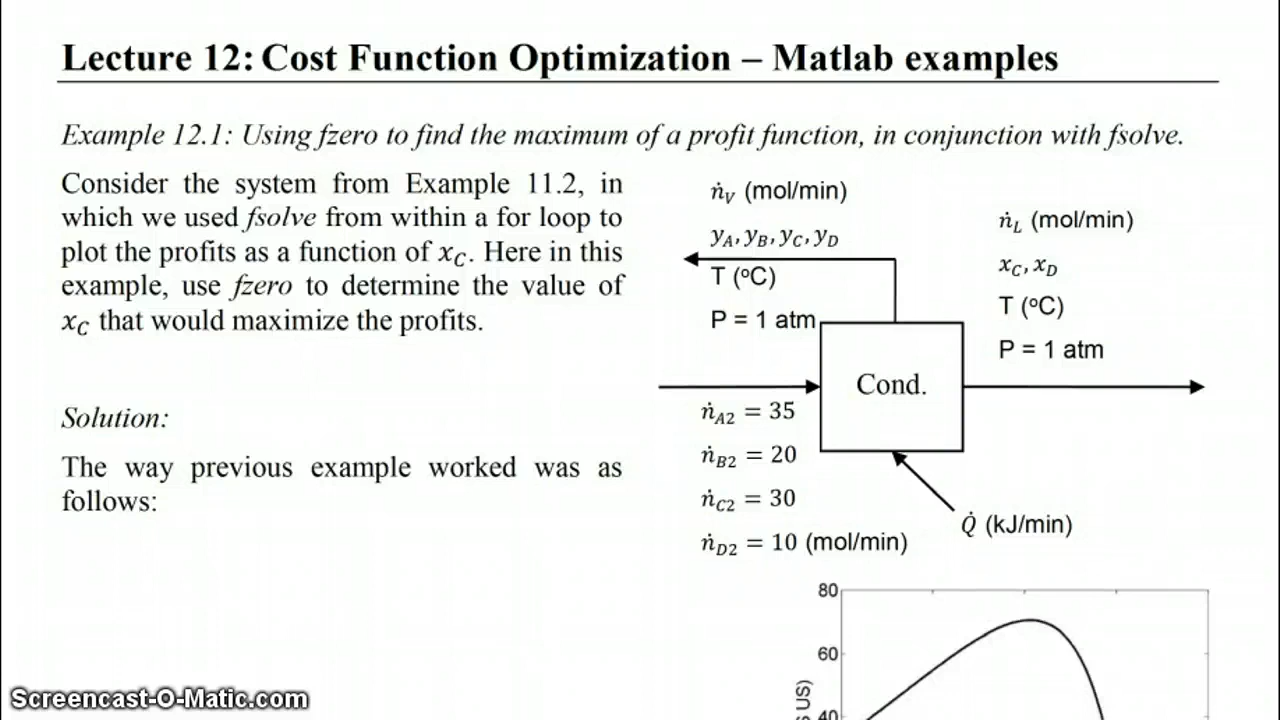 Lecture 12: Cost Function Optimization – Matlab examples
Example 12.1: Using fzero to find the maximum of a profit function, in conjunction with fsolve.
Consider the system from Example 11.2, in
which we used fsolve from within a for loop to
plot the profits as a function of x_C. Here in this
example, use fzero to determine the value of
x_C that would maximize the profits.
Solution:
The way previous example worked was as
follows:
ṅ_V (mol/min)
y_A, y_B, y_C, y_D
T (°C)
P = 1 atm
ṅ_L (mol/min)
x_C, x_D
T (°C)
P = 1 atm
Cond.
ṅ_A2 = 35
ṅ_B2 = 20
ṅ_C2 = 30
ṅ_D2 = 10 (mol/min)
Q̇ (kJ/min)
80
60
40
US)
Screencast-O-Matic.com